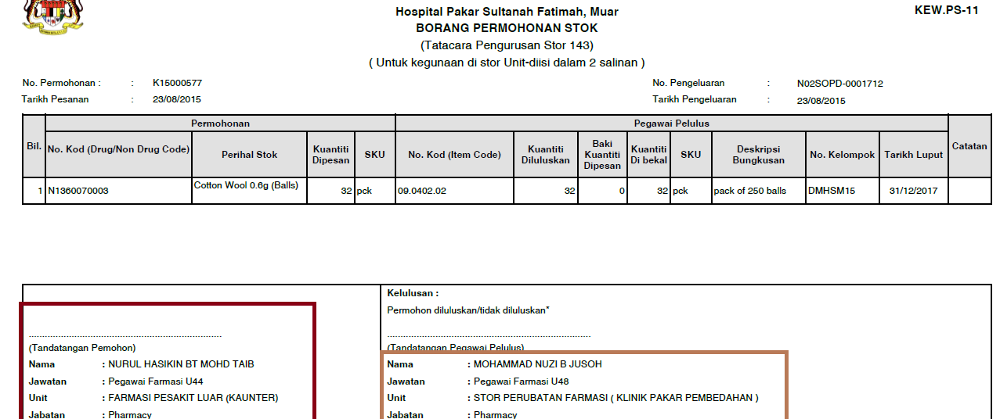 Hospital Pakar Sultanah Fatimah, Muar
KEW.PS-11
BORANG PERMOHONAN STOK
(Tatacara Pengurusan Stor 143)
( Untuk kegunaan di stor Unit-diisi dalam 2 salinan )
No. Permohonan : : K15000577
No. Pengeluaran : N02SOPD-0001712
Tarikh Pesanan : 23/08/2015
Tarikh Pengeluaran : 23/08/2015
Permohonan Pegawai Pelulus
Bil. No. Kod (Drug/Non Drug Code) Perihal Stok Kuantiti Dipesan SKU No. Kod (Item Code) Kuantiti Diluluskan Baki Kuantiti Dipesan Kuantiti Di bekal SKU Deskripsi Bungkusan No. Kelompok Tarikh Luput Catatan
1 N1360070003 Cotton Wool 0.6g (Balls) 32 pck 09.0402.02 32 0 32 pck pack of 250 balls DMHSM15 31/12/2017
........................................................................
(Tandatangan Pemohon)
Nama : NURUL HASIKIN BT MOHD TAIB
Jawatan : Pegawai Farmasi U44
Unit : FARMASI PESAKIT LUAR (KAUNTER)
Jabatan : Pharmacy
Kelulusan :
Permohon diluluskan/tidak diluluskan*
............................................................................
(Tandatangan Pegawai Pelulus)
Nama : MOHAMMAD NUZI B JUSOH
Jawatan : Pegawai Farmasi U48
Unit : STOR PERUBATAN FARMASI ( KLINIK PAKAR PEMBEDAHAN )
Jabatan : Pharmacy